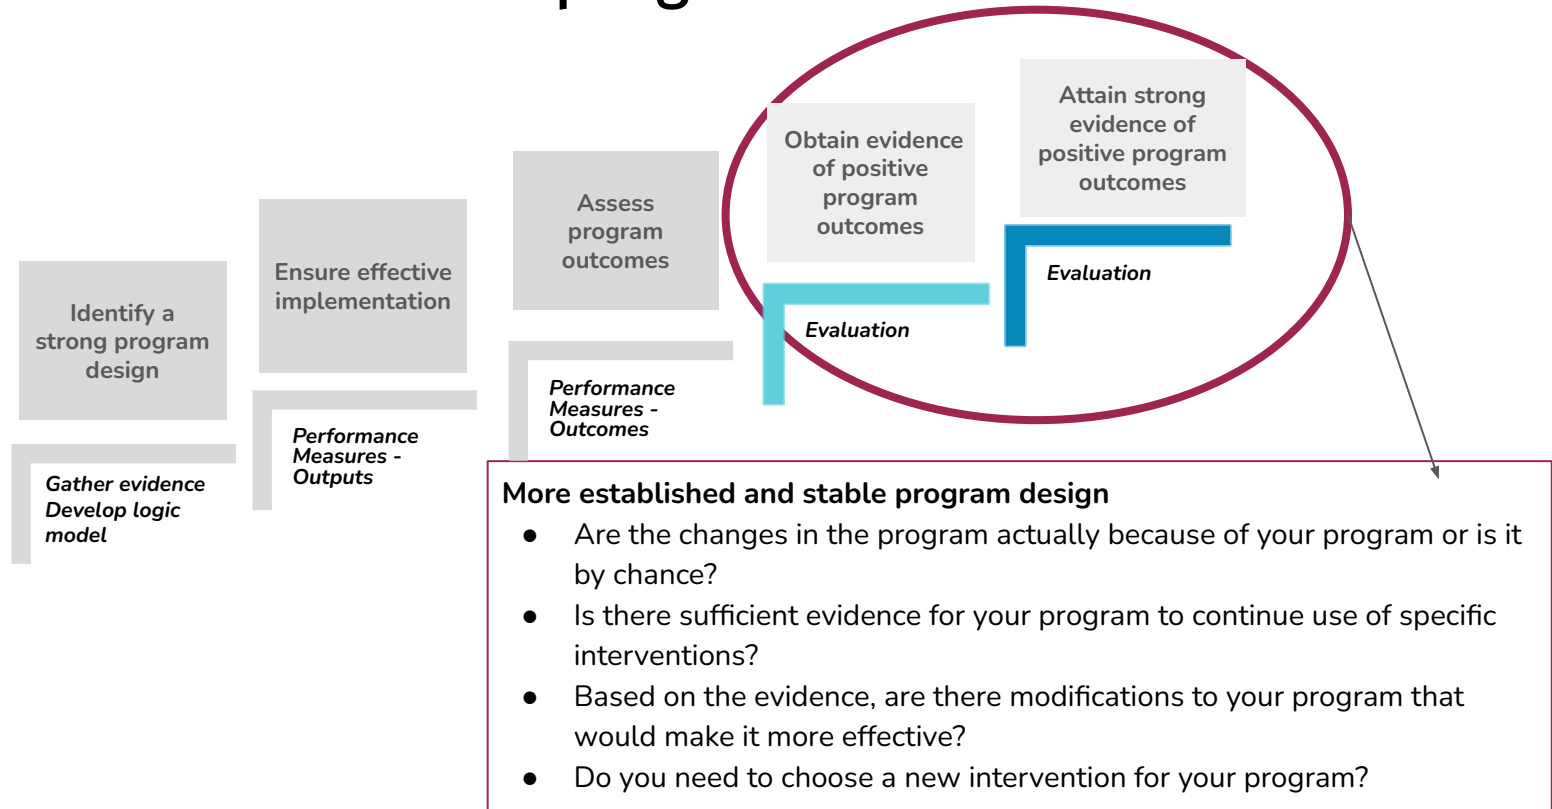 Identify a
strong program
design
Gather evidence
Develop logic
model
Ensure effective
implementation
Performance
Measures -
Outputs
Assess
program
outcomes
Performance
Measures -
Outcomes
Obtain evidence
of positive
program
outcomes
Evaluation
Attain strong
evidence of
positive program
outcomes
Evaluation
More established and stable program design
● Are the changes in the program actually because of your program or is it
by chance?
● Is there sufficient evidence for your program to continue use of specific
interventions?
● Based on the evidence, are there modifications to your program that
would make it more effective?
● Do you need to choose a new intervention for your program?